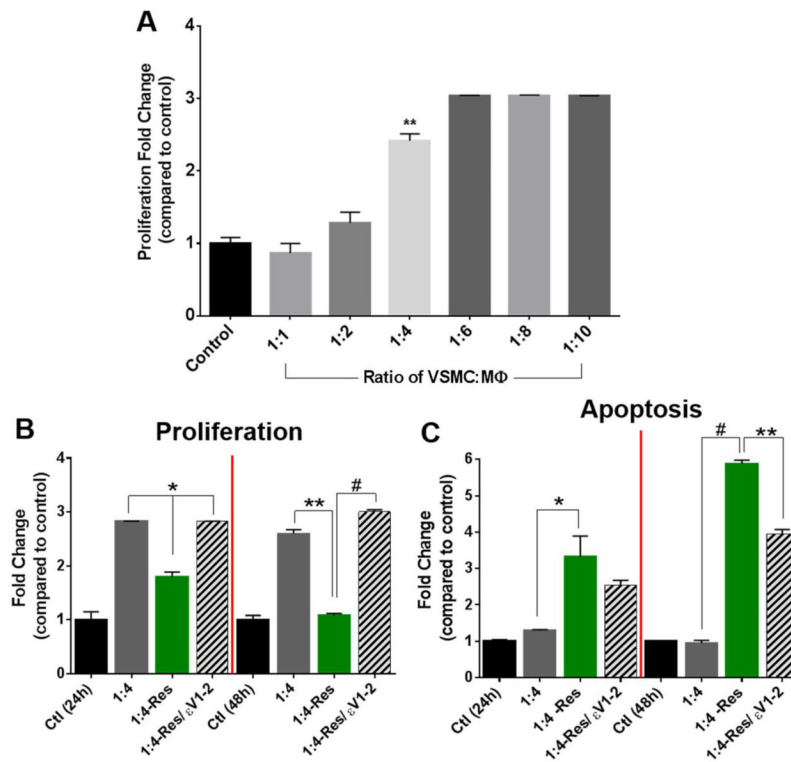 A
Proliferation Fold Change
(compared to control)
4
3
2
1
0
**
Control
1:1
1:2
1:4
1:6
1:8
1:10
Ratio of VSMC:MΦ
B
Proliferation
Fold Change
(compared to control)
4
3
2
1
0
*
**
#
Ctl (24h)
1:4
1:4-Res
1:4-Res/ εV1-2
Ctl (48h)
1:4
1:4-Res
1:4-Res/ εV1-2
C
Apoptosis
Fold Change
(compared to control)
6
5
4
3
2
1
0
*
#
**
Ctl (24h)
1:4
1:4 -Res
1:4-Res/ εV1-2
Ctl (48h)
1:4
1:4 -Res
1:4-Res/ εV1-2